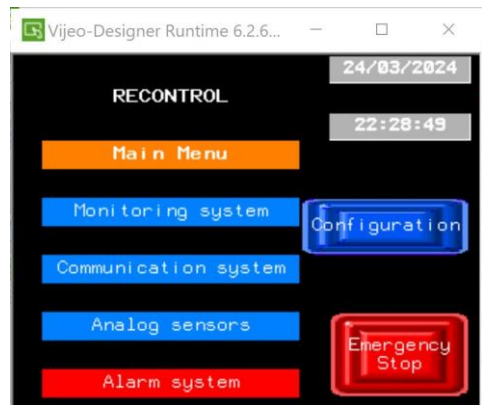 Vijeo-Designer Runtime 6.2.6...
24/03/2024
RECONTROL
22:28:49
Main Menu
Monitoring system
Configuration
Communication system
Analog sensors
Emergency
Stop
Alarm system